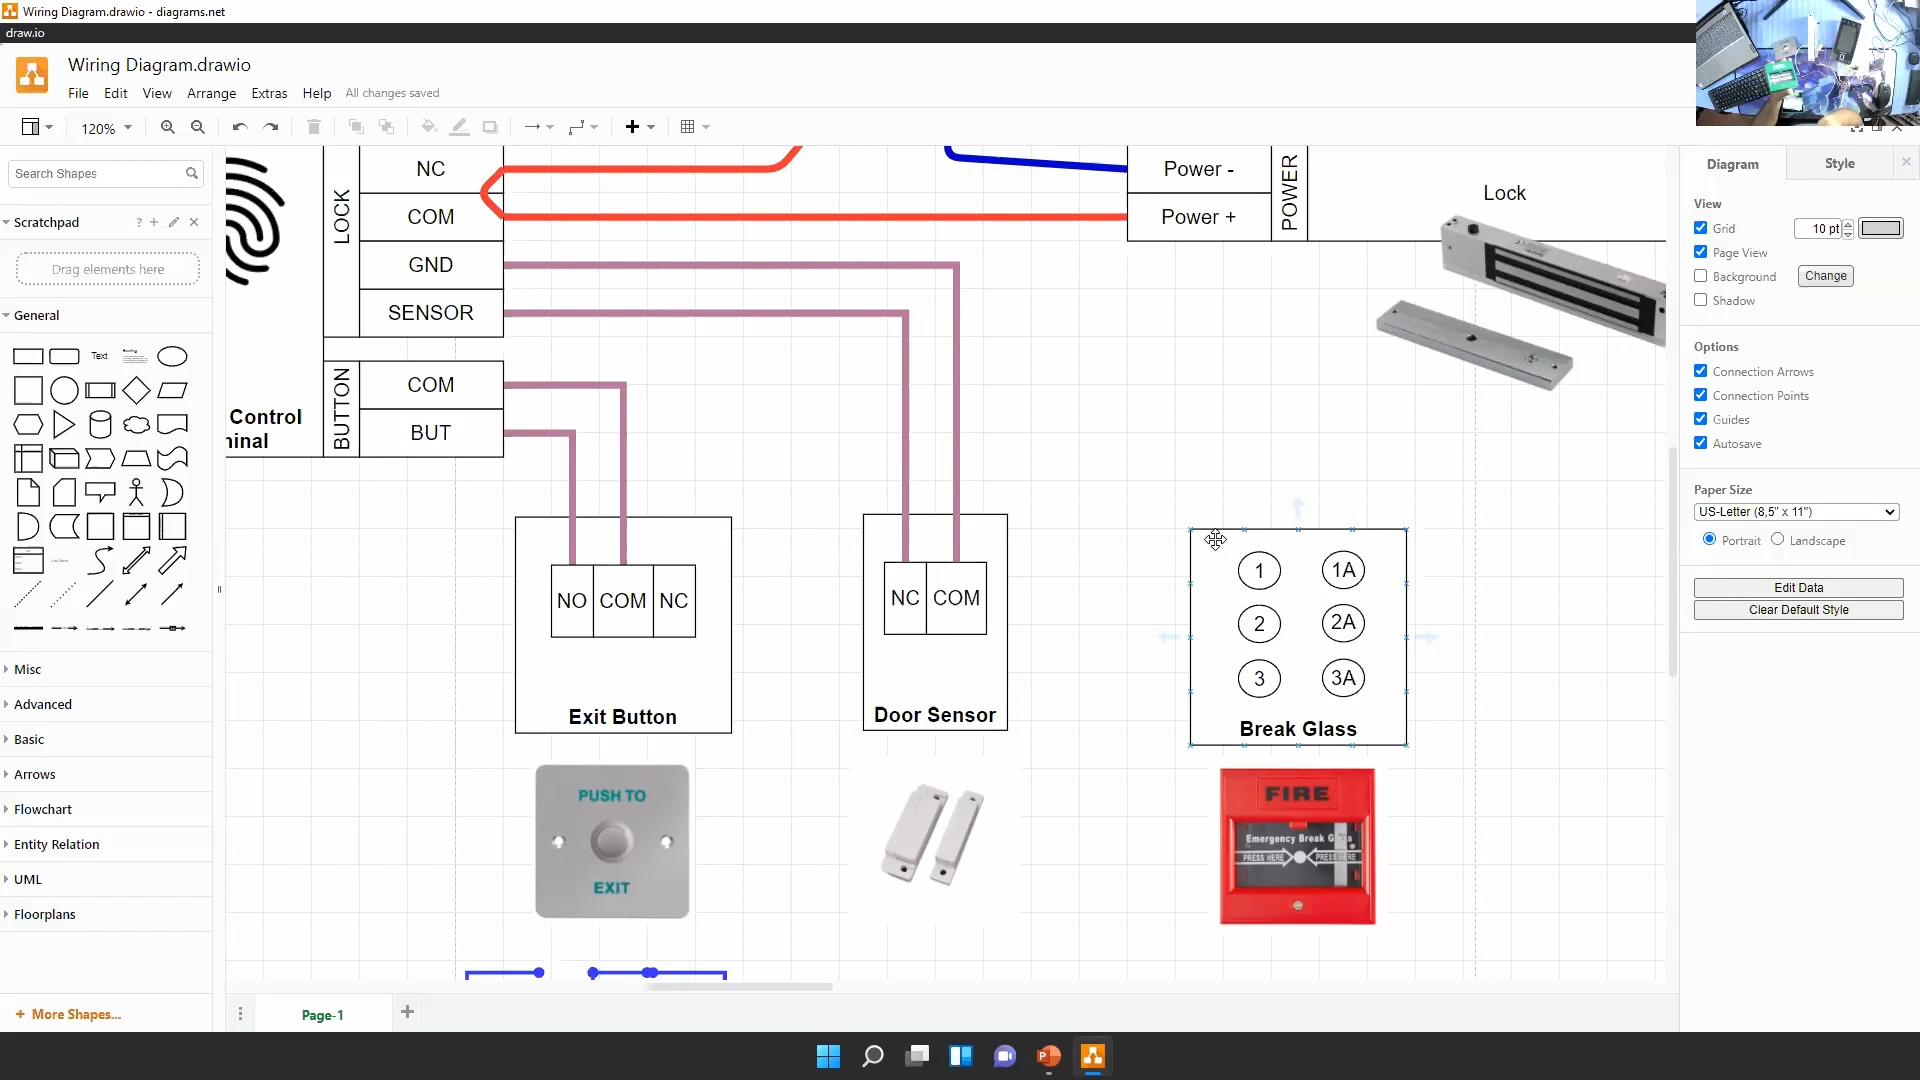 Wiring Diagram.drawio - diagrams.net
draw.io
Wiring Diagram.drawio
File Edit View Arrange Extras Help All changes saved
120%
Search Shapes
Scratchpad
?
Drag elements here
General
Text
Misc
Advanced
Basic
Arrows
Flowchart
Entity Relation
UML
Floorplans
+ More Shapes...
LOCK
NC
COM
GND
SENSOR
BUTTON
COM
BUT
Control
Power -
Power +
POWER
Lock
NO COM NC
Exit Button
NC COM
Door Sensor
1 1A
2 2A
3 3A
Break Glass
PUSH TO
EXIT
FIRE
Emergency Break
PRESS HERE PRESS HERE
Page-1
Diagram Style
View
Grid 10 pt
Page View
Background Change
Shadow
Options
Connection Arrows
Connection Points
Guides
Autosave
Paper Size
US-Letter (8,5" x 11")
Portrait Landscape
Edit Data
Clear Default Style